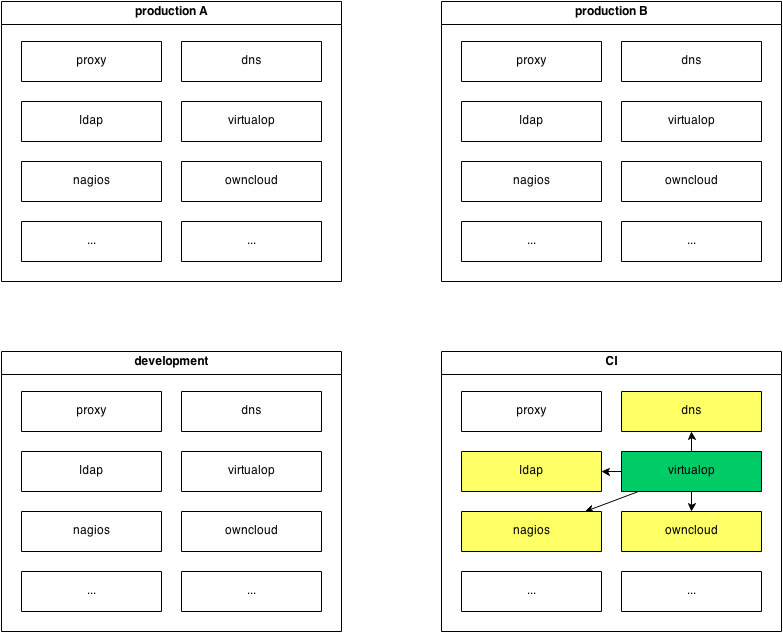 production A
proxy
dns
ldap
virtualop
nagios
owncloud
...
...
production B
proxy
dns
ldap
virtualop
nagios
owncloud
...
...
development
proxy
dns
ldap
virtualop
nagios
owncloud
...
...
CI
proxy
dns
ldap
virtualop
nagios
owncloud
...
...